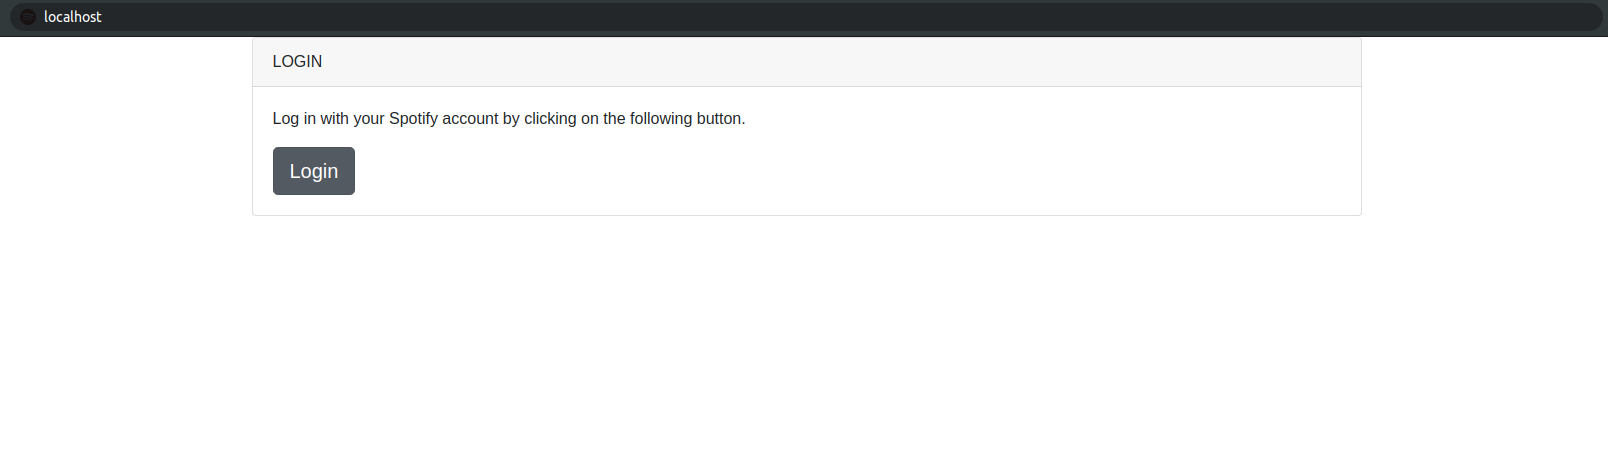 localhost
LOGIN
Log in with your Spotify account by clicking on the following button.
Login